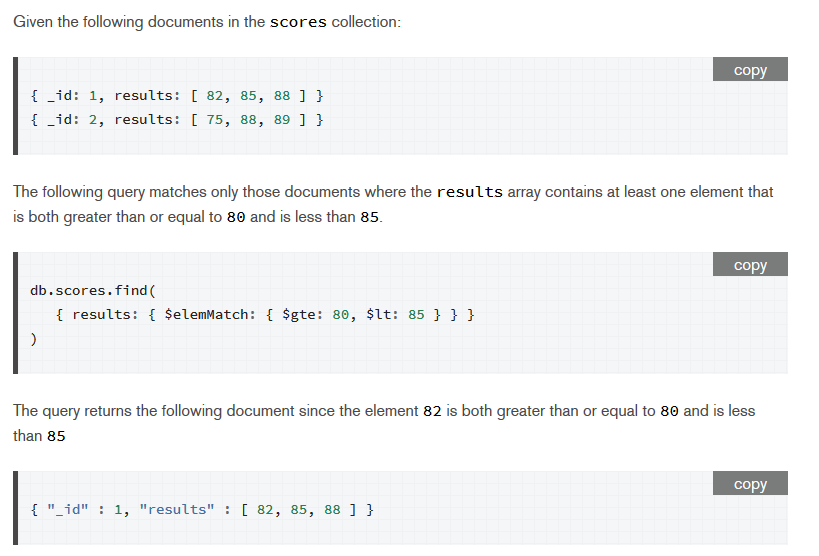 Given the following documents in the scores collection:
copy
{ _id: 1, results: [ 82, 85, 88 ] }
{ _id: 2, results: [ 75, 88, 89 ] }
The following query matches only those documents where the results array contains at least one element that
is both greater than or equal to 80 and is less than 85.
copy
db.scores.find(
{ results: { $elemMatch: { $gte: 80, $lt: 85 } } }
)
The query returns the following document since the element 82 is both greater than or equal to 80 and is less
than 85
copy
{ "_id" : 1, "results" : [ 82, 85, 88 ] }